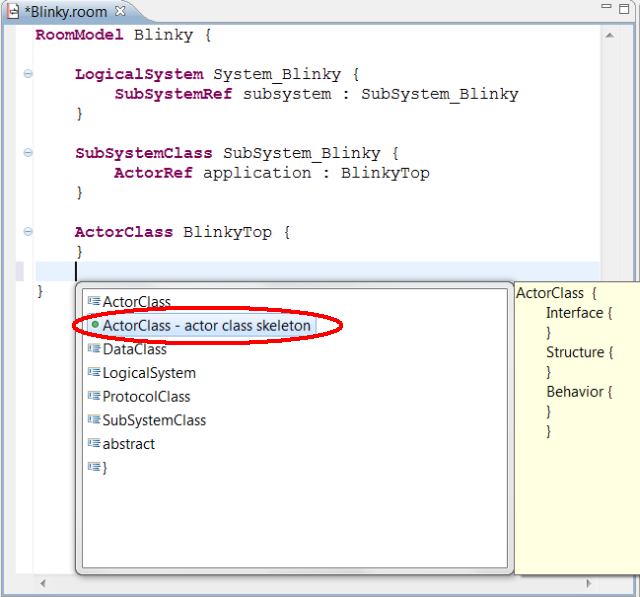 *Blinky.room
RoomModel Blinky {
LogicalSystem System_Blinky {
SubSystemRef subsystem : SubSystem_Blinky
}
SubSystemClass SubSystem_Blinky {
ActorRef application : BlinkyTop
}
ActorClass BlinkyTop {
}
}
ActorClass
ActorClass - actor class skeleton
DataClass
LogicalSystem
ProtocolClass
SubSystemClass
abstract
}
ActorClass {
Interface {
}
Structure {
}
Behavior {
}
}